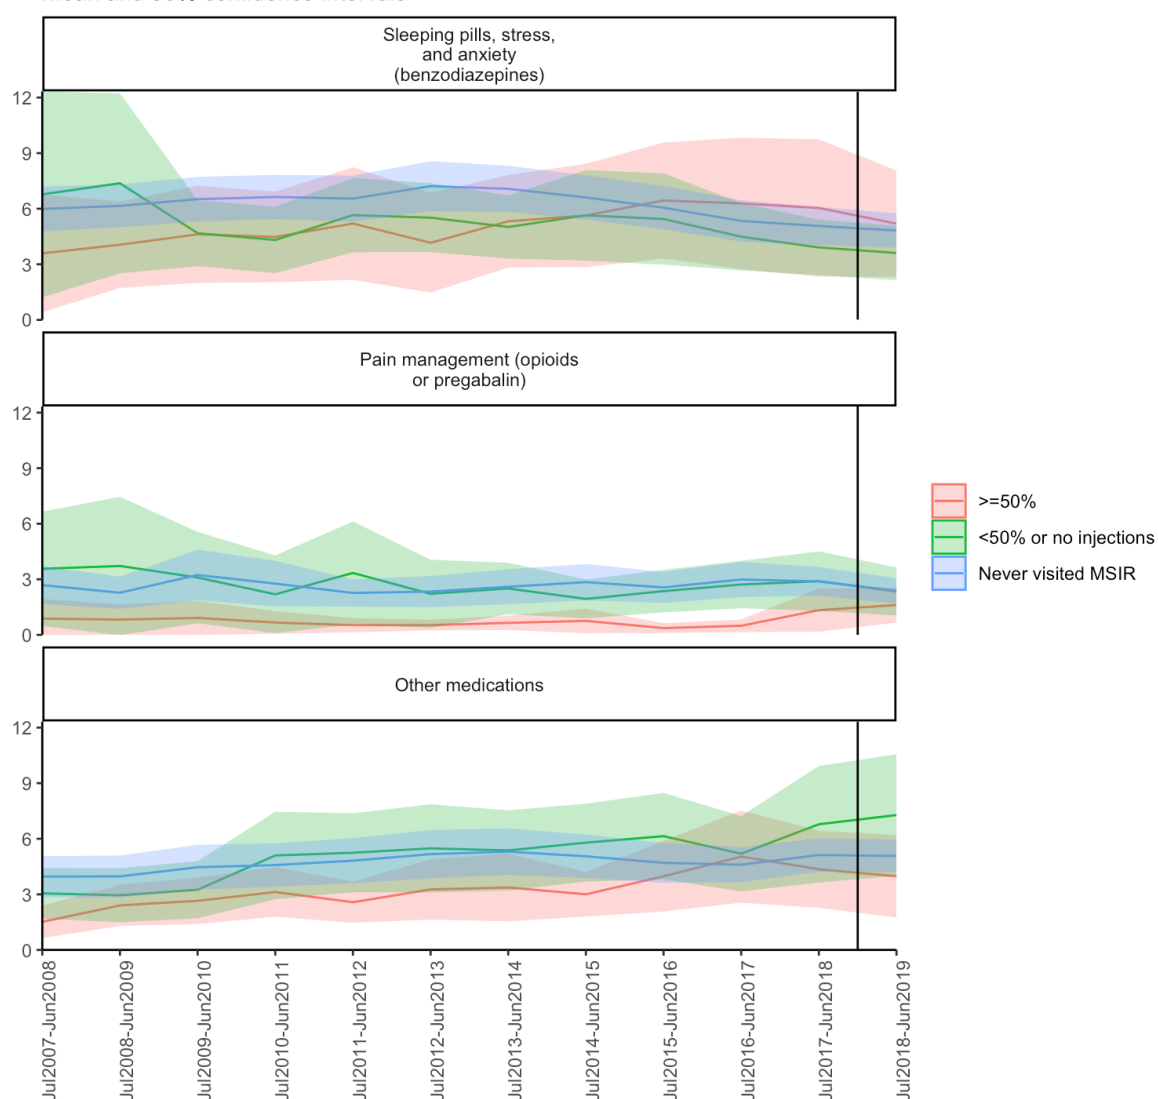 Sleeping pills, stress,
and anxiety
(benzodiazepines)
12
9
6
3
0
Pain management (opioids
or pregabalin)
12
9
6
3
0
>=50%
<50% or no injections
Never visited MSIR
Other medications
12
9
6
3
0
Jul2007-Jun2008
Jul2008-Jun2009
Jul2009-Jun2010
Jul2010-Jun2011
Jul2011-Jun2012
Jul2012-Jun2013
Jul2013-Jun2014
Jul2014-Jun2015
Jul2015-Jun2016
Jul2016-Jun2017
Jul2017-Jun2018
Jul2018-Jun2019